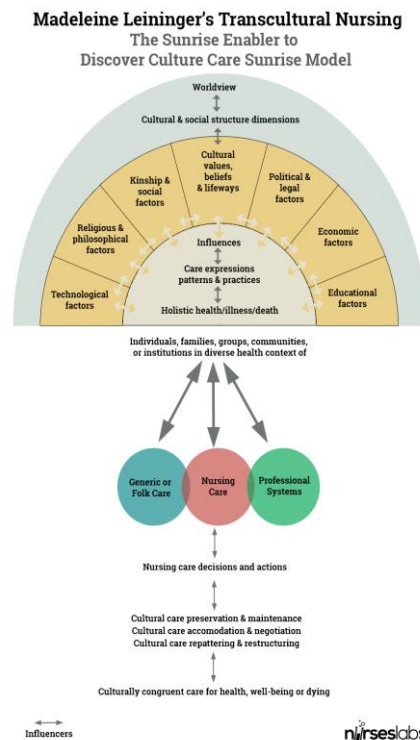 Madeleine Leininger's Transcultural Nursing
The Sunrise Enabler to
Discover Culture Care Sunrise Model
Worldview
Cultural & social structure dimensions
Cultural
values,
beliefs
& lifeways
Kinship &
social
factors
Political &
legal
factors
Religious &
philosophical
factors
Economic
factors
Technological
factors
Educational
factors
Influences
Care expressions
patterns & practices
Holistic health/illness/death
Individuals, families, groups, communities,
or institutions in diverse health context of
Generic or
Folk Care
Nursing
Care
Professional
Systems
Nursing care decisions and actions
Cultural care preservation & maintenance
Cultural care accomodation & negotiation
Cultural care repattering & restructuring
Culturally congruent care for health, well-being or dying
Influencers
nurseslabs